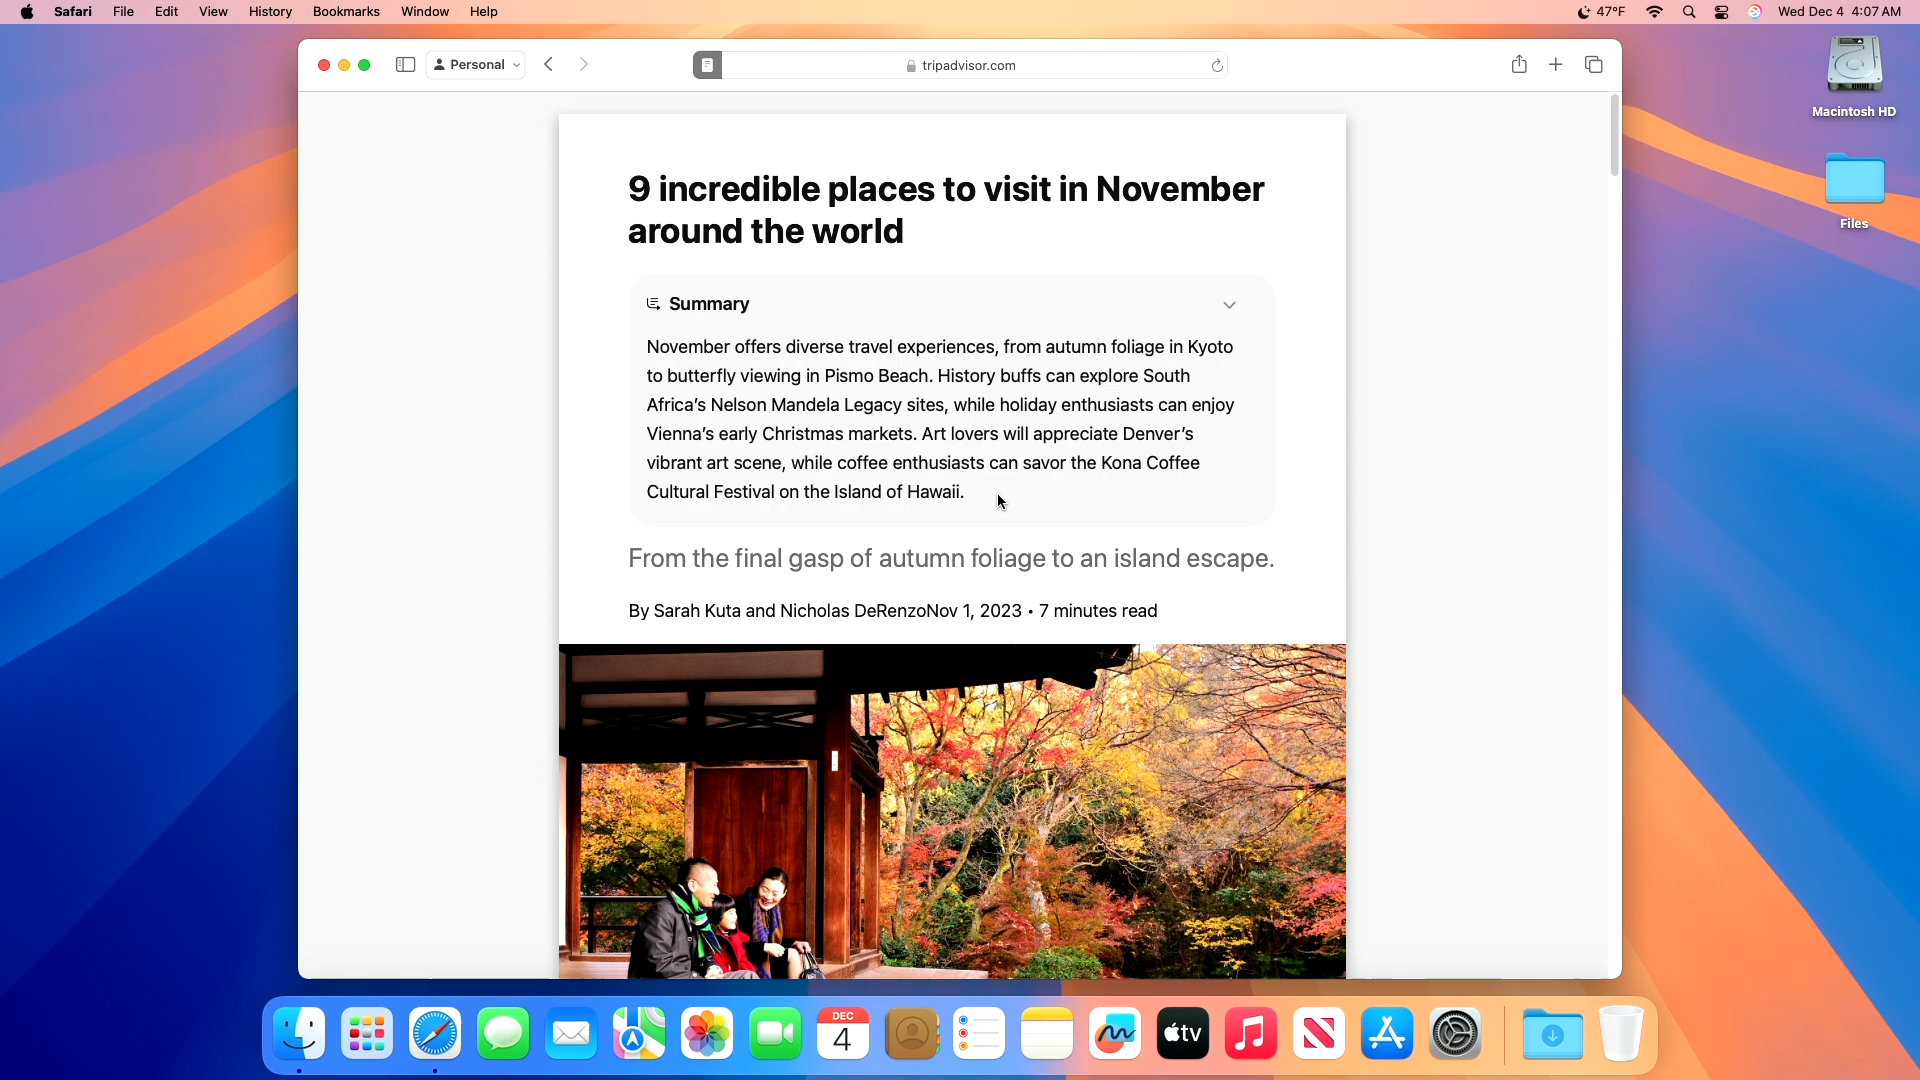 Safari File Edit View History Bookmarks Window Help 47°F Wed Dec 4 4:07 AM
Personal tripadvisor.com
Macintosh HD
Files
9 incredible places to visit in November
around the world
Summary
November offers diverse travel experiences, from autumn foliage in Kyoto
to butterfly viewing in Pismo Beach. History buffs can explore South
Africa's Nelson Mandela Legacy sites, while holiday enthusiasts can enjoy
Vienna's early Christmas markets. Art lovers will appreciate Denver's
vibrant art scene, while coffee enthusiasts can savor the Kona Coffee
Cultural Festival on the Island of Hawaii.
From the final gasp of autumn foliage to an island escape.
By Sarah Kuta and Nicholas DeRenzoNov 1, 2023 • 7 minutes read
DEC
4
tv